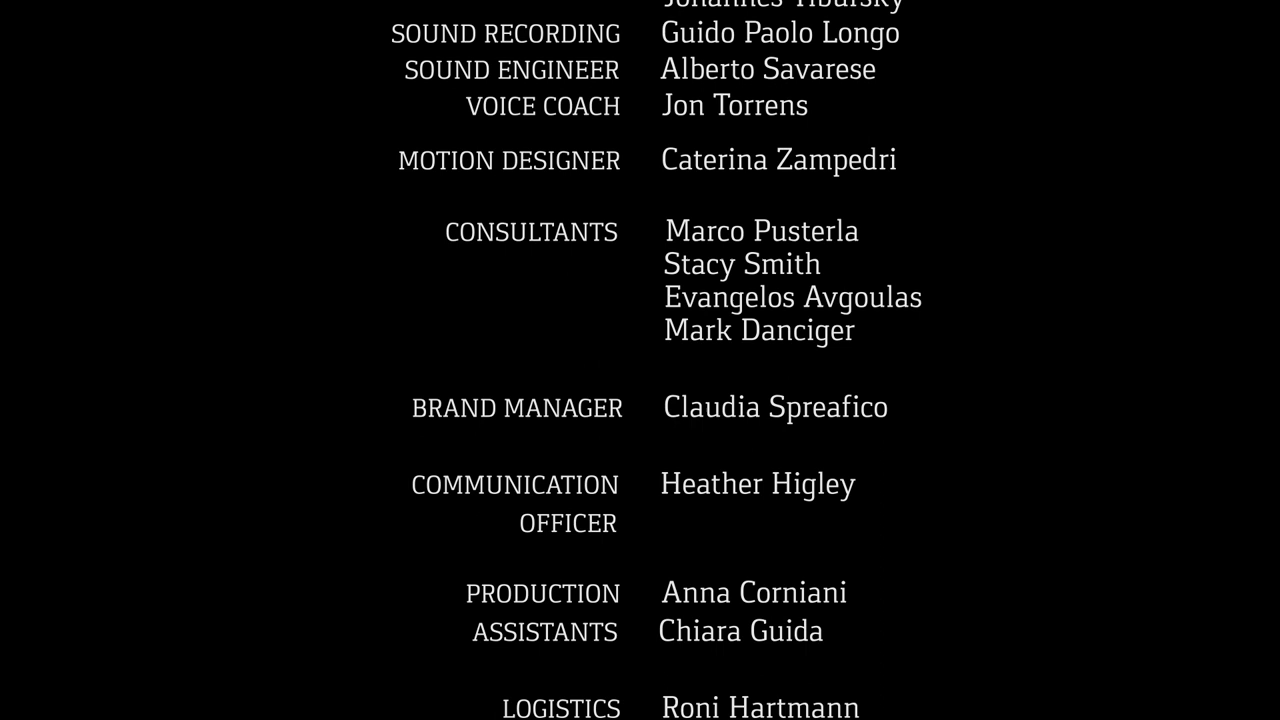 SOUND RECORDING Guido Paolo Longo
SOUND ENGINEER Alberto Savarese
VOICE COACH Jon Torrens
MOTION DESIGNER Caterina Zampedri
CONSULTANTS Marco Pusterla
Stacy Smith
Evangelos Avgoulas
Mark Danciger
BRAND MANAGER Claudia Spreafico
COMMUNICATION Heather Higley
OFFICER
PRODUCTION Anna Corniani
ASSISTANTS Chiara Guida
LOGISTICS Roni Hartmann